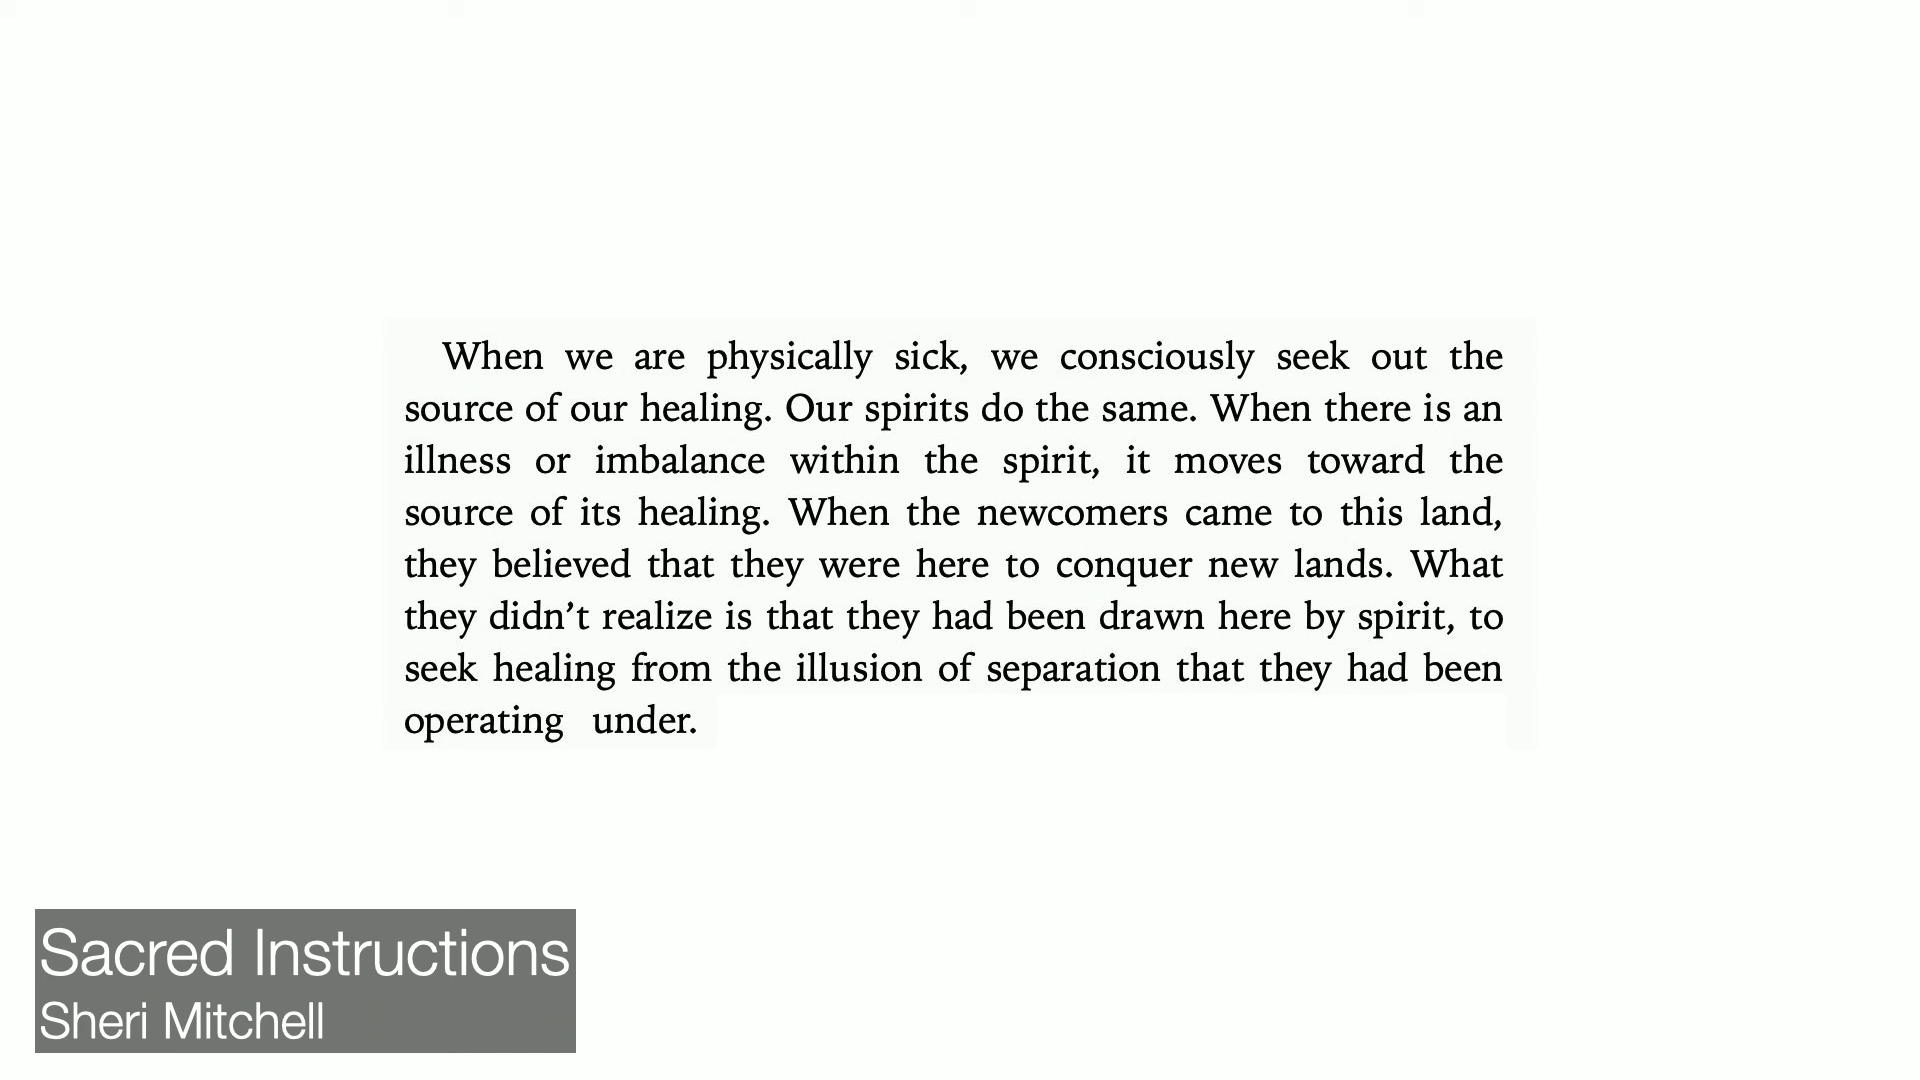 When we are physically sick, we consciously seek out the
source of our healing. Our spirits do the same. When there is an
illness or imbalance within the spirit, it moves toward the
source of its healing. When the newcomers came to this land,
they believed that they were here to conquer new lands. What
they didn’t realize is that they had been drawn here by spirit, to
seek healing from the illusion of separation that they had been
operating under.
Sacred Instructions
Sheri Mitchell